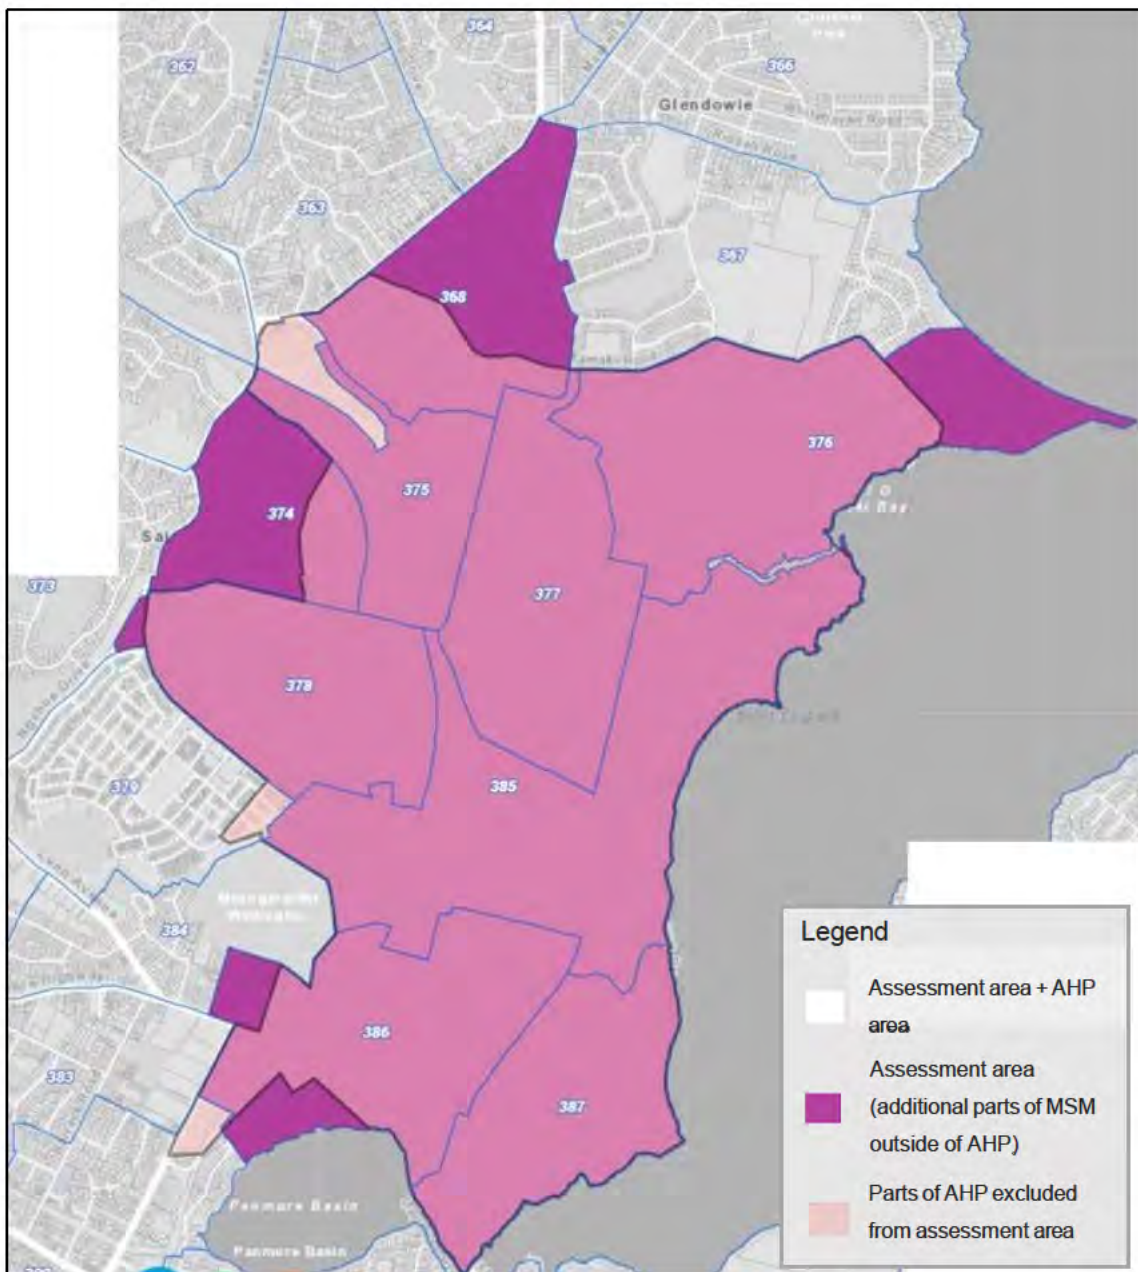 364
362
366
Glendowie
363
367
368
376
375
374
373
377
378
385
379
384
386
383
387
Panmure Basin
Panmure Basin
Legend
Assessment area + AHP
area
Assessment area
(additional parts of MSM
outside of AHP)
Parts of AHP excluded
from assessment area